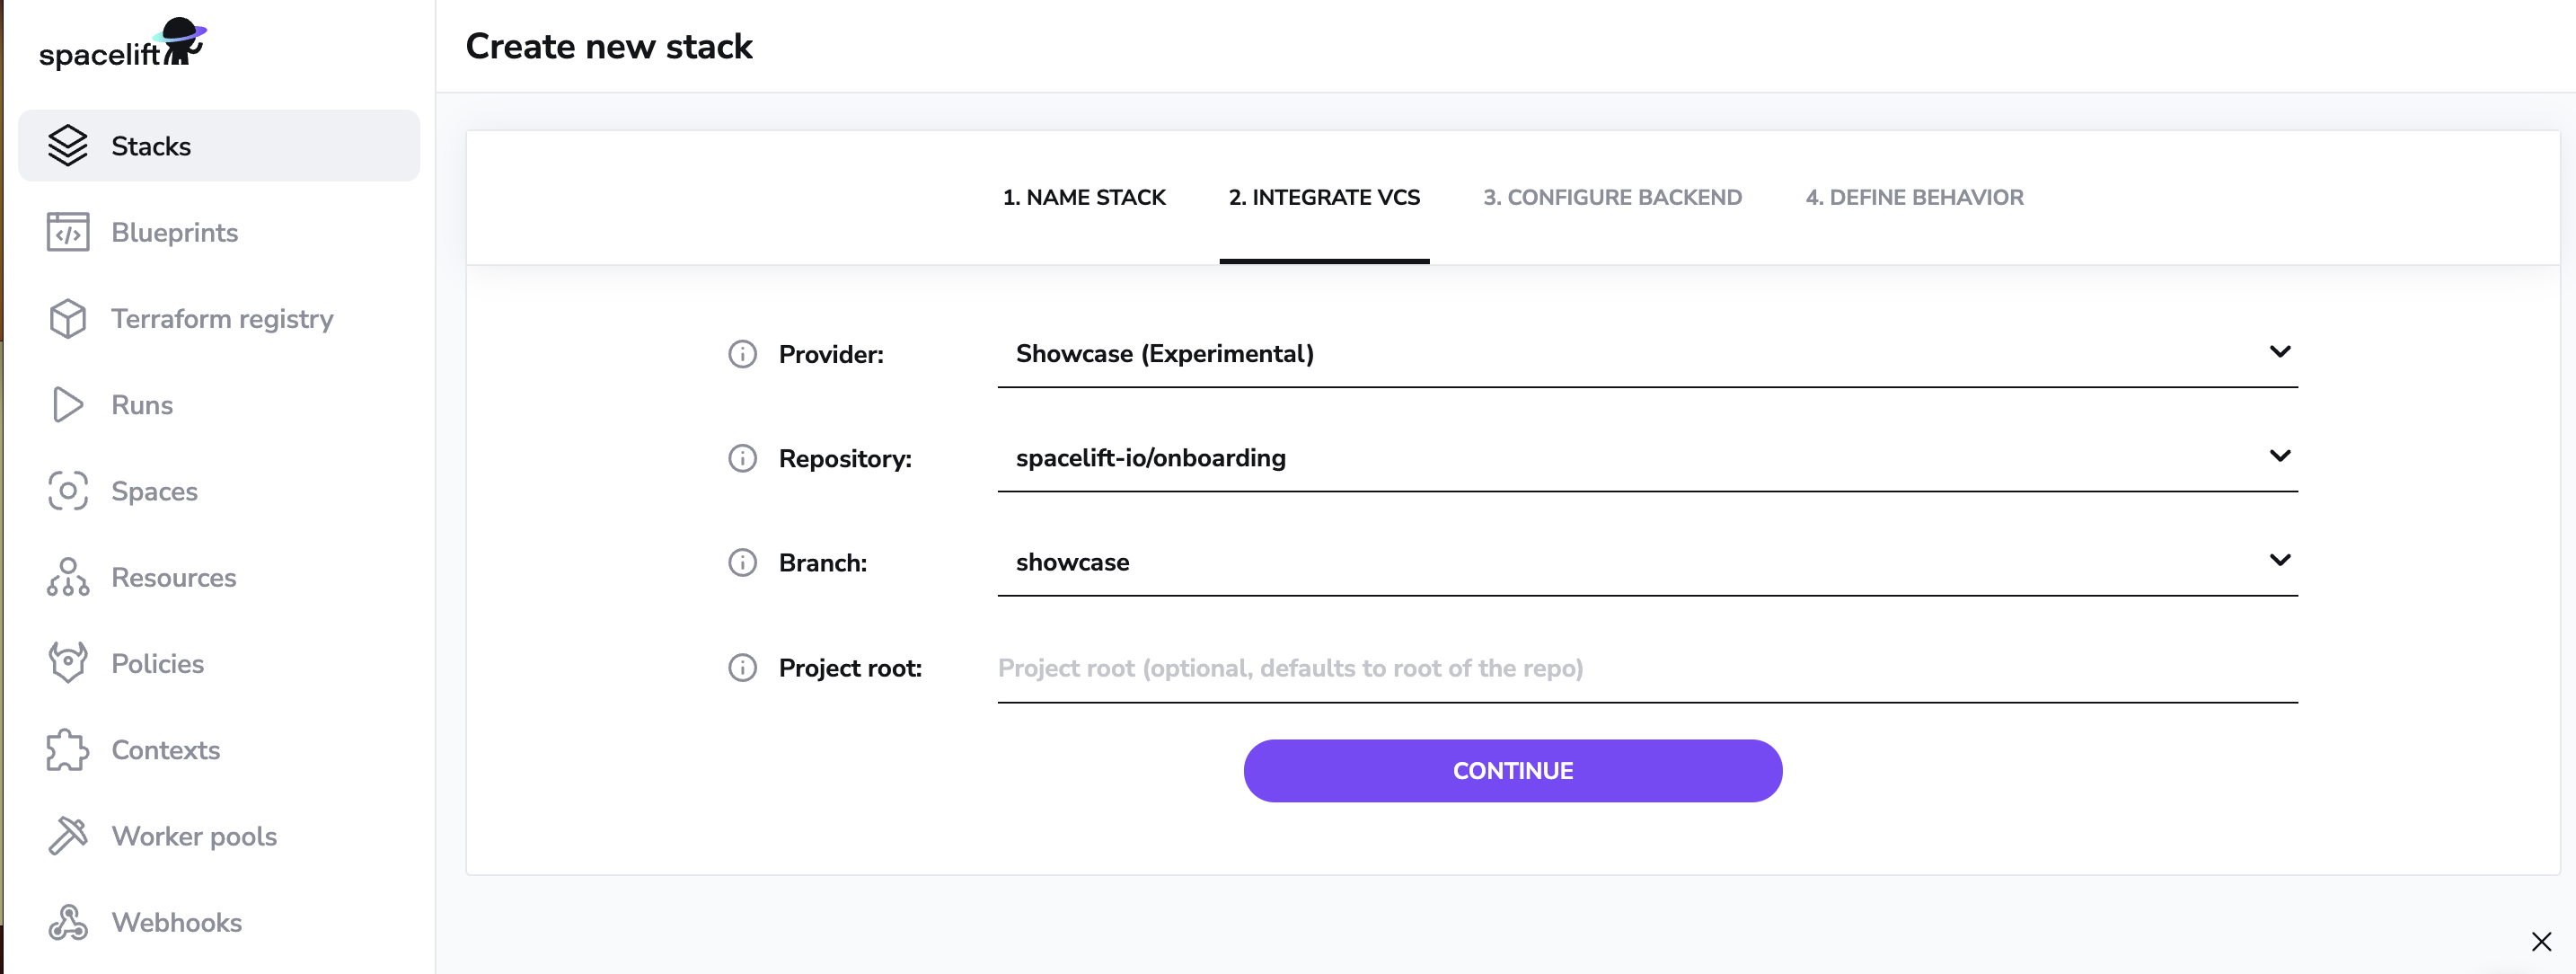 spacelift
Create new stack
Stacks
Blueprints
Terraform registry
Runs
Spaces
Resources
Policies
Contexts
Worker pools
Webhooks
1. NAME STACK
2. INTEGRATE VCS
3. CONFIGURE BACKEND
4. DEFINE BEHAVIOR
Provider: Showcase (Experimental)
Repository: spacelift-io/onboarding
Branch: showcase
Project root: Project root (optional, defaults to root of the repo)
CONTINUE